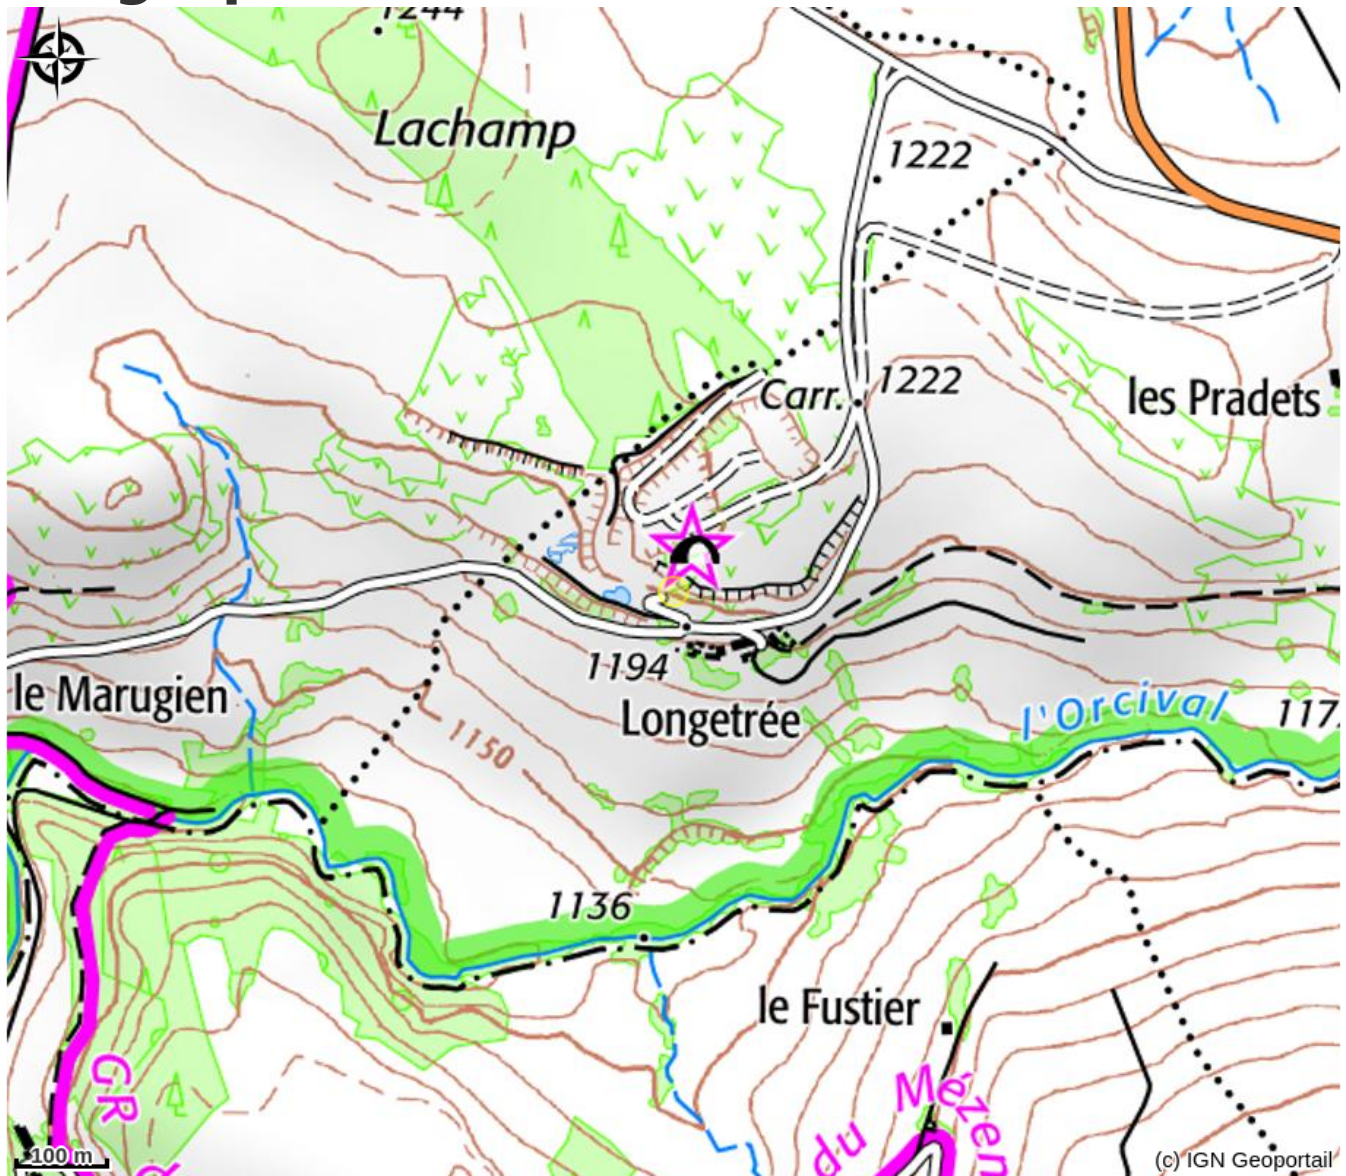 1244
Lachamp
1222
Carr.
1222
les Pradets
1194
le Marugien
Longetrée
l'Orcival
1150
1136
le Fustier
GR
du Mézen
100 m
(c) IGN Geoportail